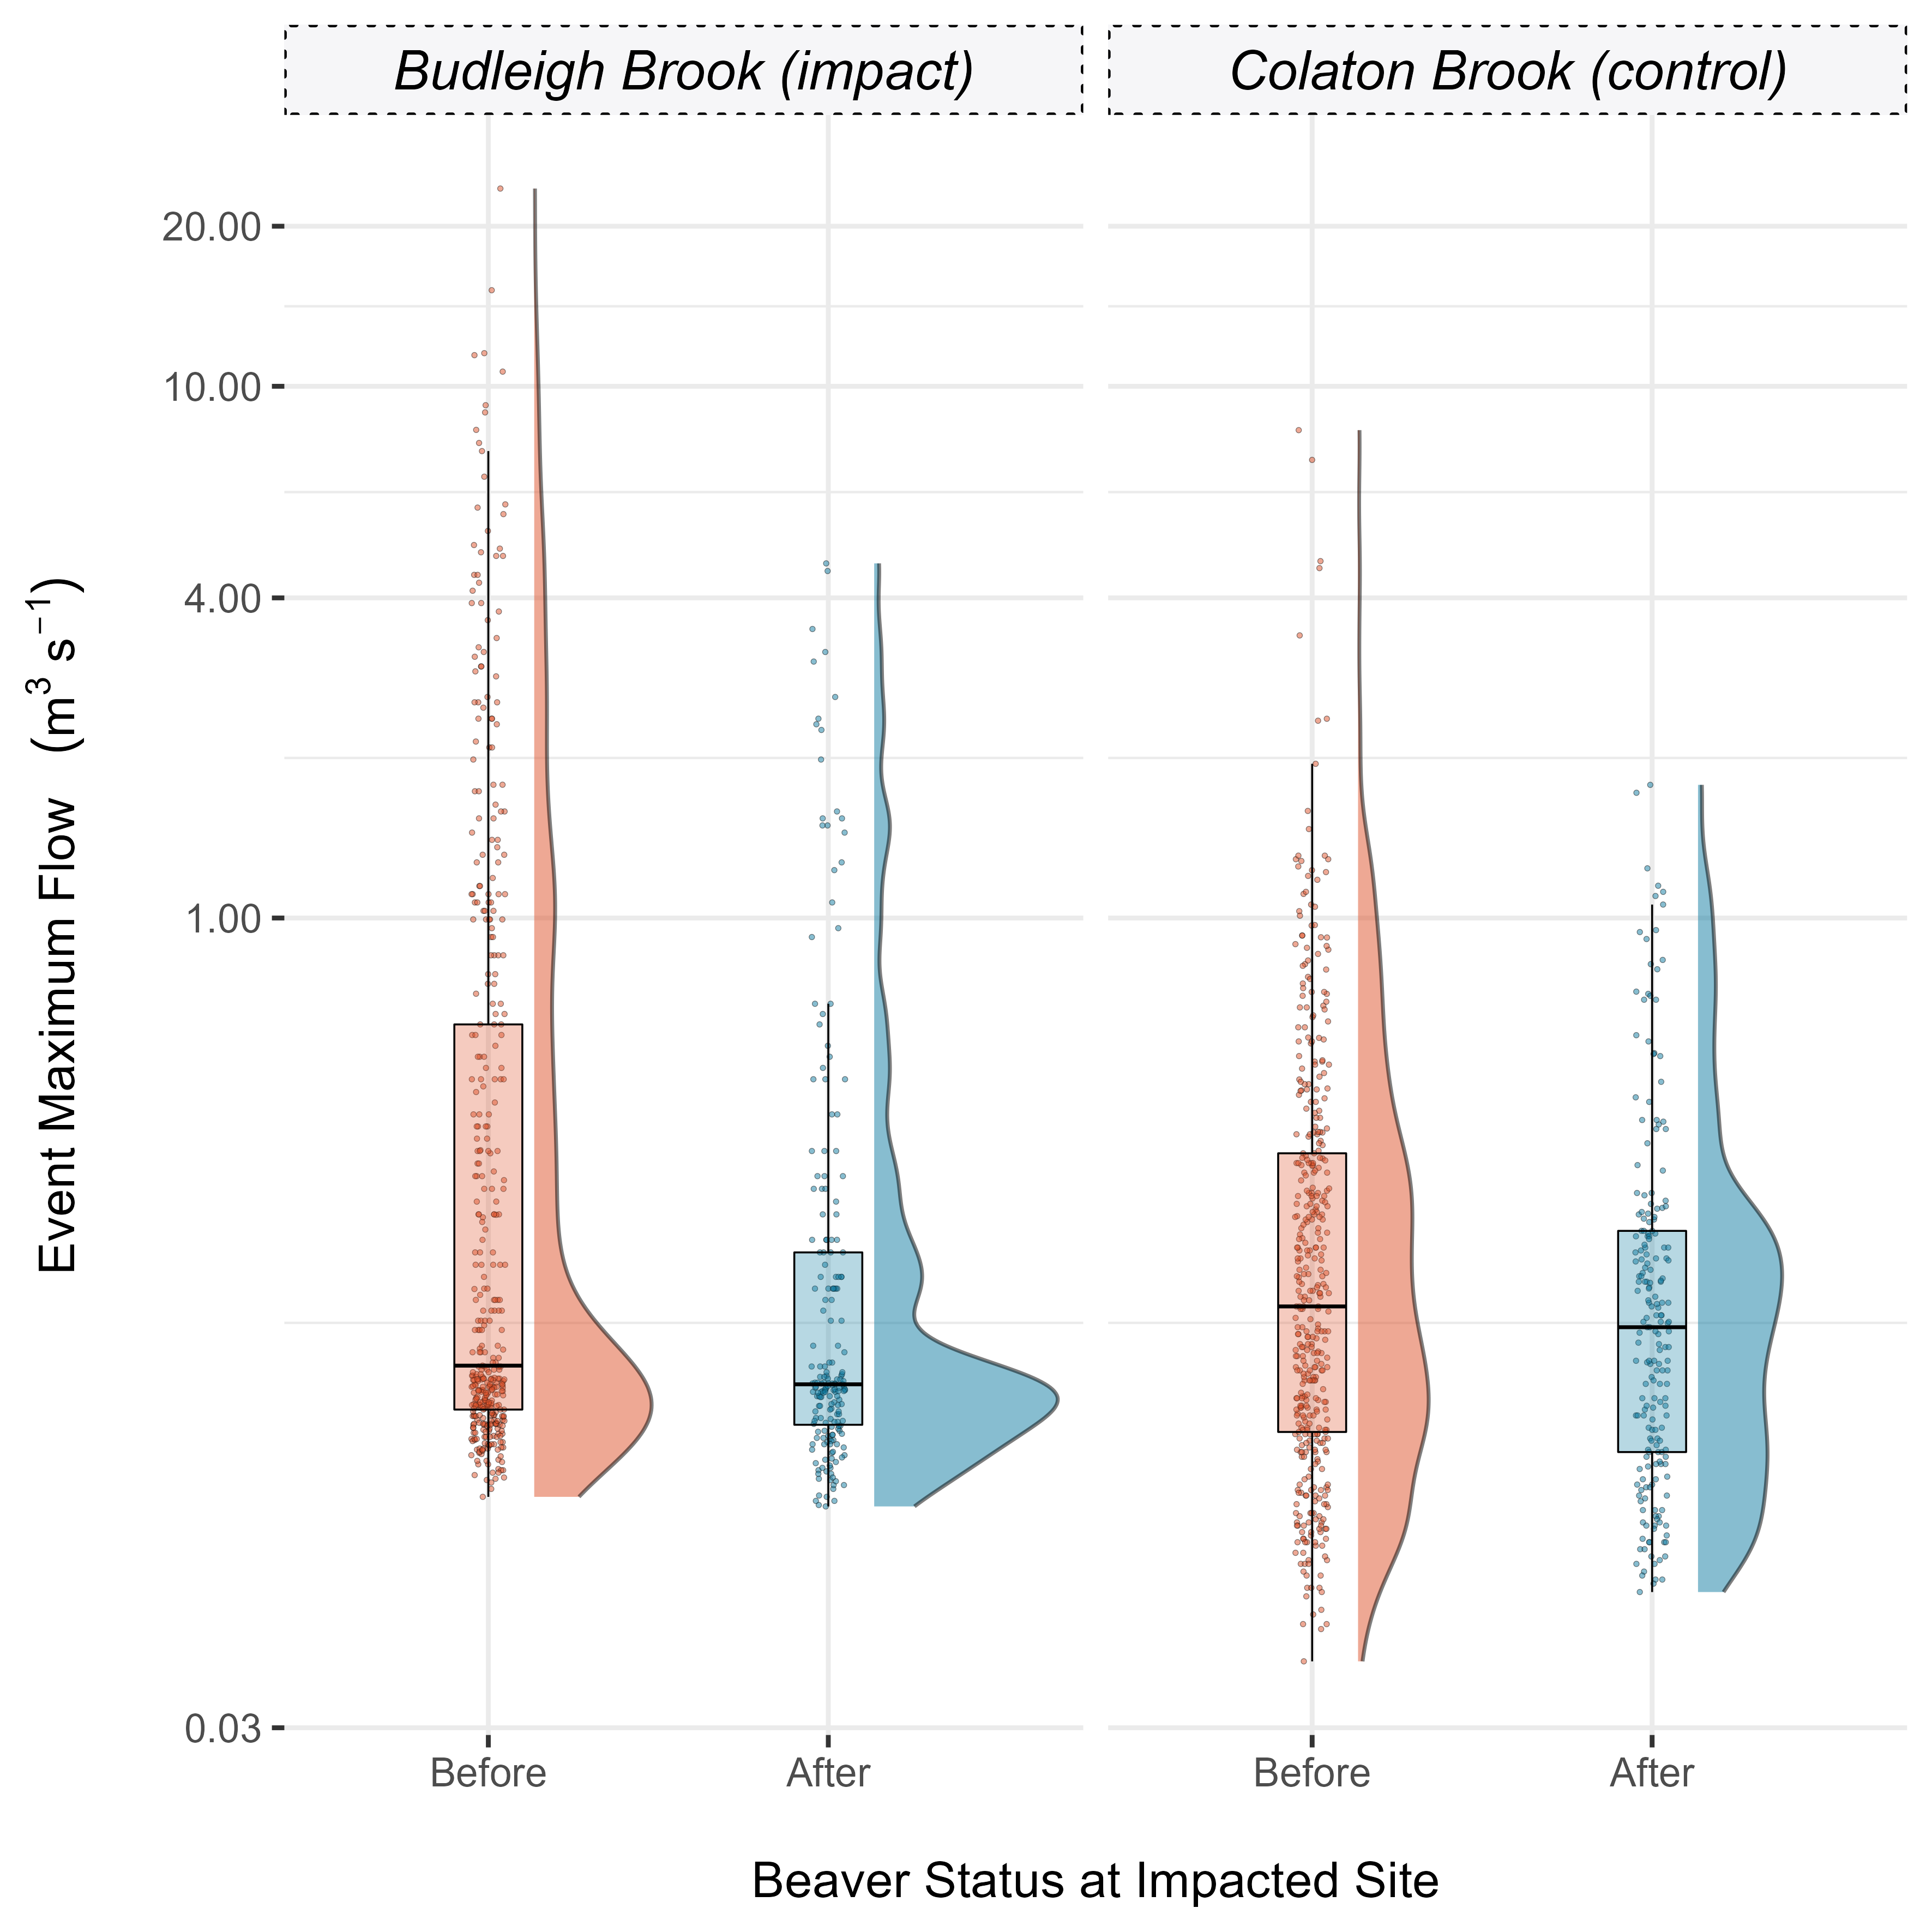 Budleigh Brook (impact)
Colaton Brook (control)
Event Maximum Flow (m³ s⁻¹)
20.00
10.00
4.00
1.00
0.03
Before
After
Before
After
Beaver Status at Impacted Site